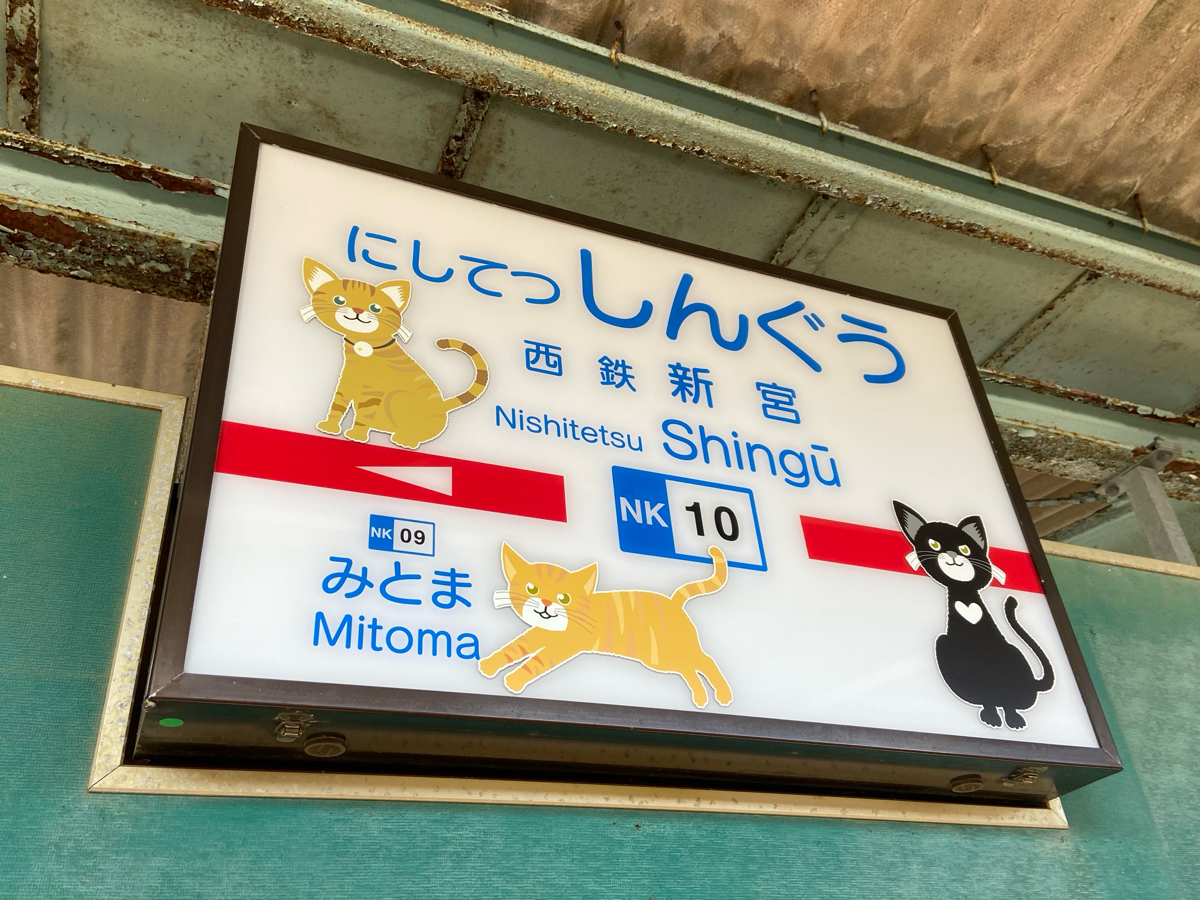 にしてつしんぐう
西鉄新宮
Nishitetsu Shingū
NK 10
NK 09
みとま
Mitoma